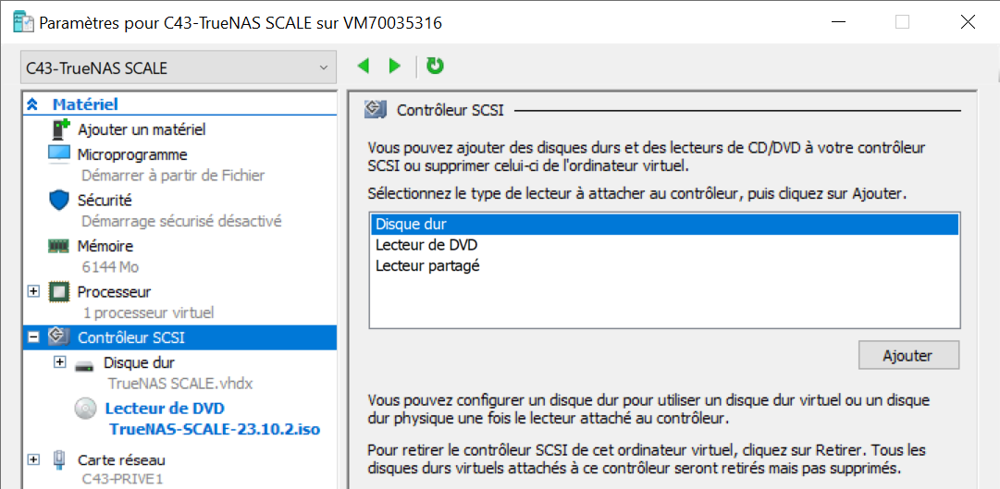 Paramètres pour C43-TrueNAS SCALE sur VM70035316
C43-TrueNAS SCALE
Matériel
Ajouter un matériel
Microprogramme
Démarrer à partir de Fichier
Sécurité
Démarrage sécurisé désactivé
Mémoire
6144 Mo
Processeur
1 processeur virtuel
Contrôleur SCSI
Disque dur
TrueNAS SCALE.vhdx
Lecteur de DVD
TrueNAS-SCALE-23.10.2.iso
Carte réseau
C43-PRIVE1
Contrôleur SCSI
Vous pouvez ajouter des disques durs et des lecteurs de CD/DVD à votre contrôleur
SCSI ou supprimer celui-ci de l'ordinateur virtuel.
Sélectionnez le type de lecteur à attacher au contrôleur, puis cliquez sur Ajouter.
Disque dur
Lecteur de DVD
Lecteur partagé
Ajouter
Vous pouvez configurer un disque dur pour utiliser un disque dur virtuel ou un disque
dur physique une fois le lecteur attaché au contrôleur.
Pour retirer le contrôleur SCSI de cet ordinateur virtuel, cliquez sur Retirer. Tous les
disques durs virtuels attachés à ce contrôleur seront retirés mais pas supprimés.